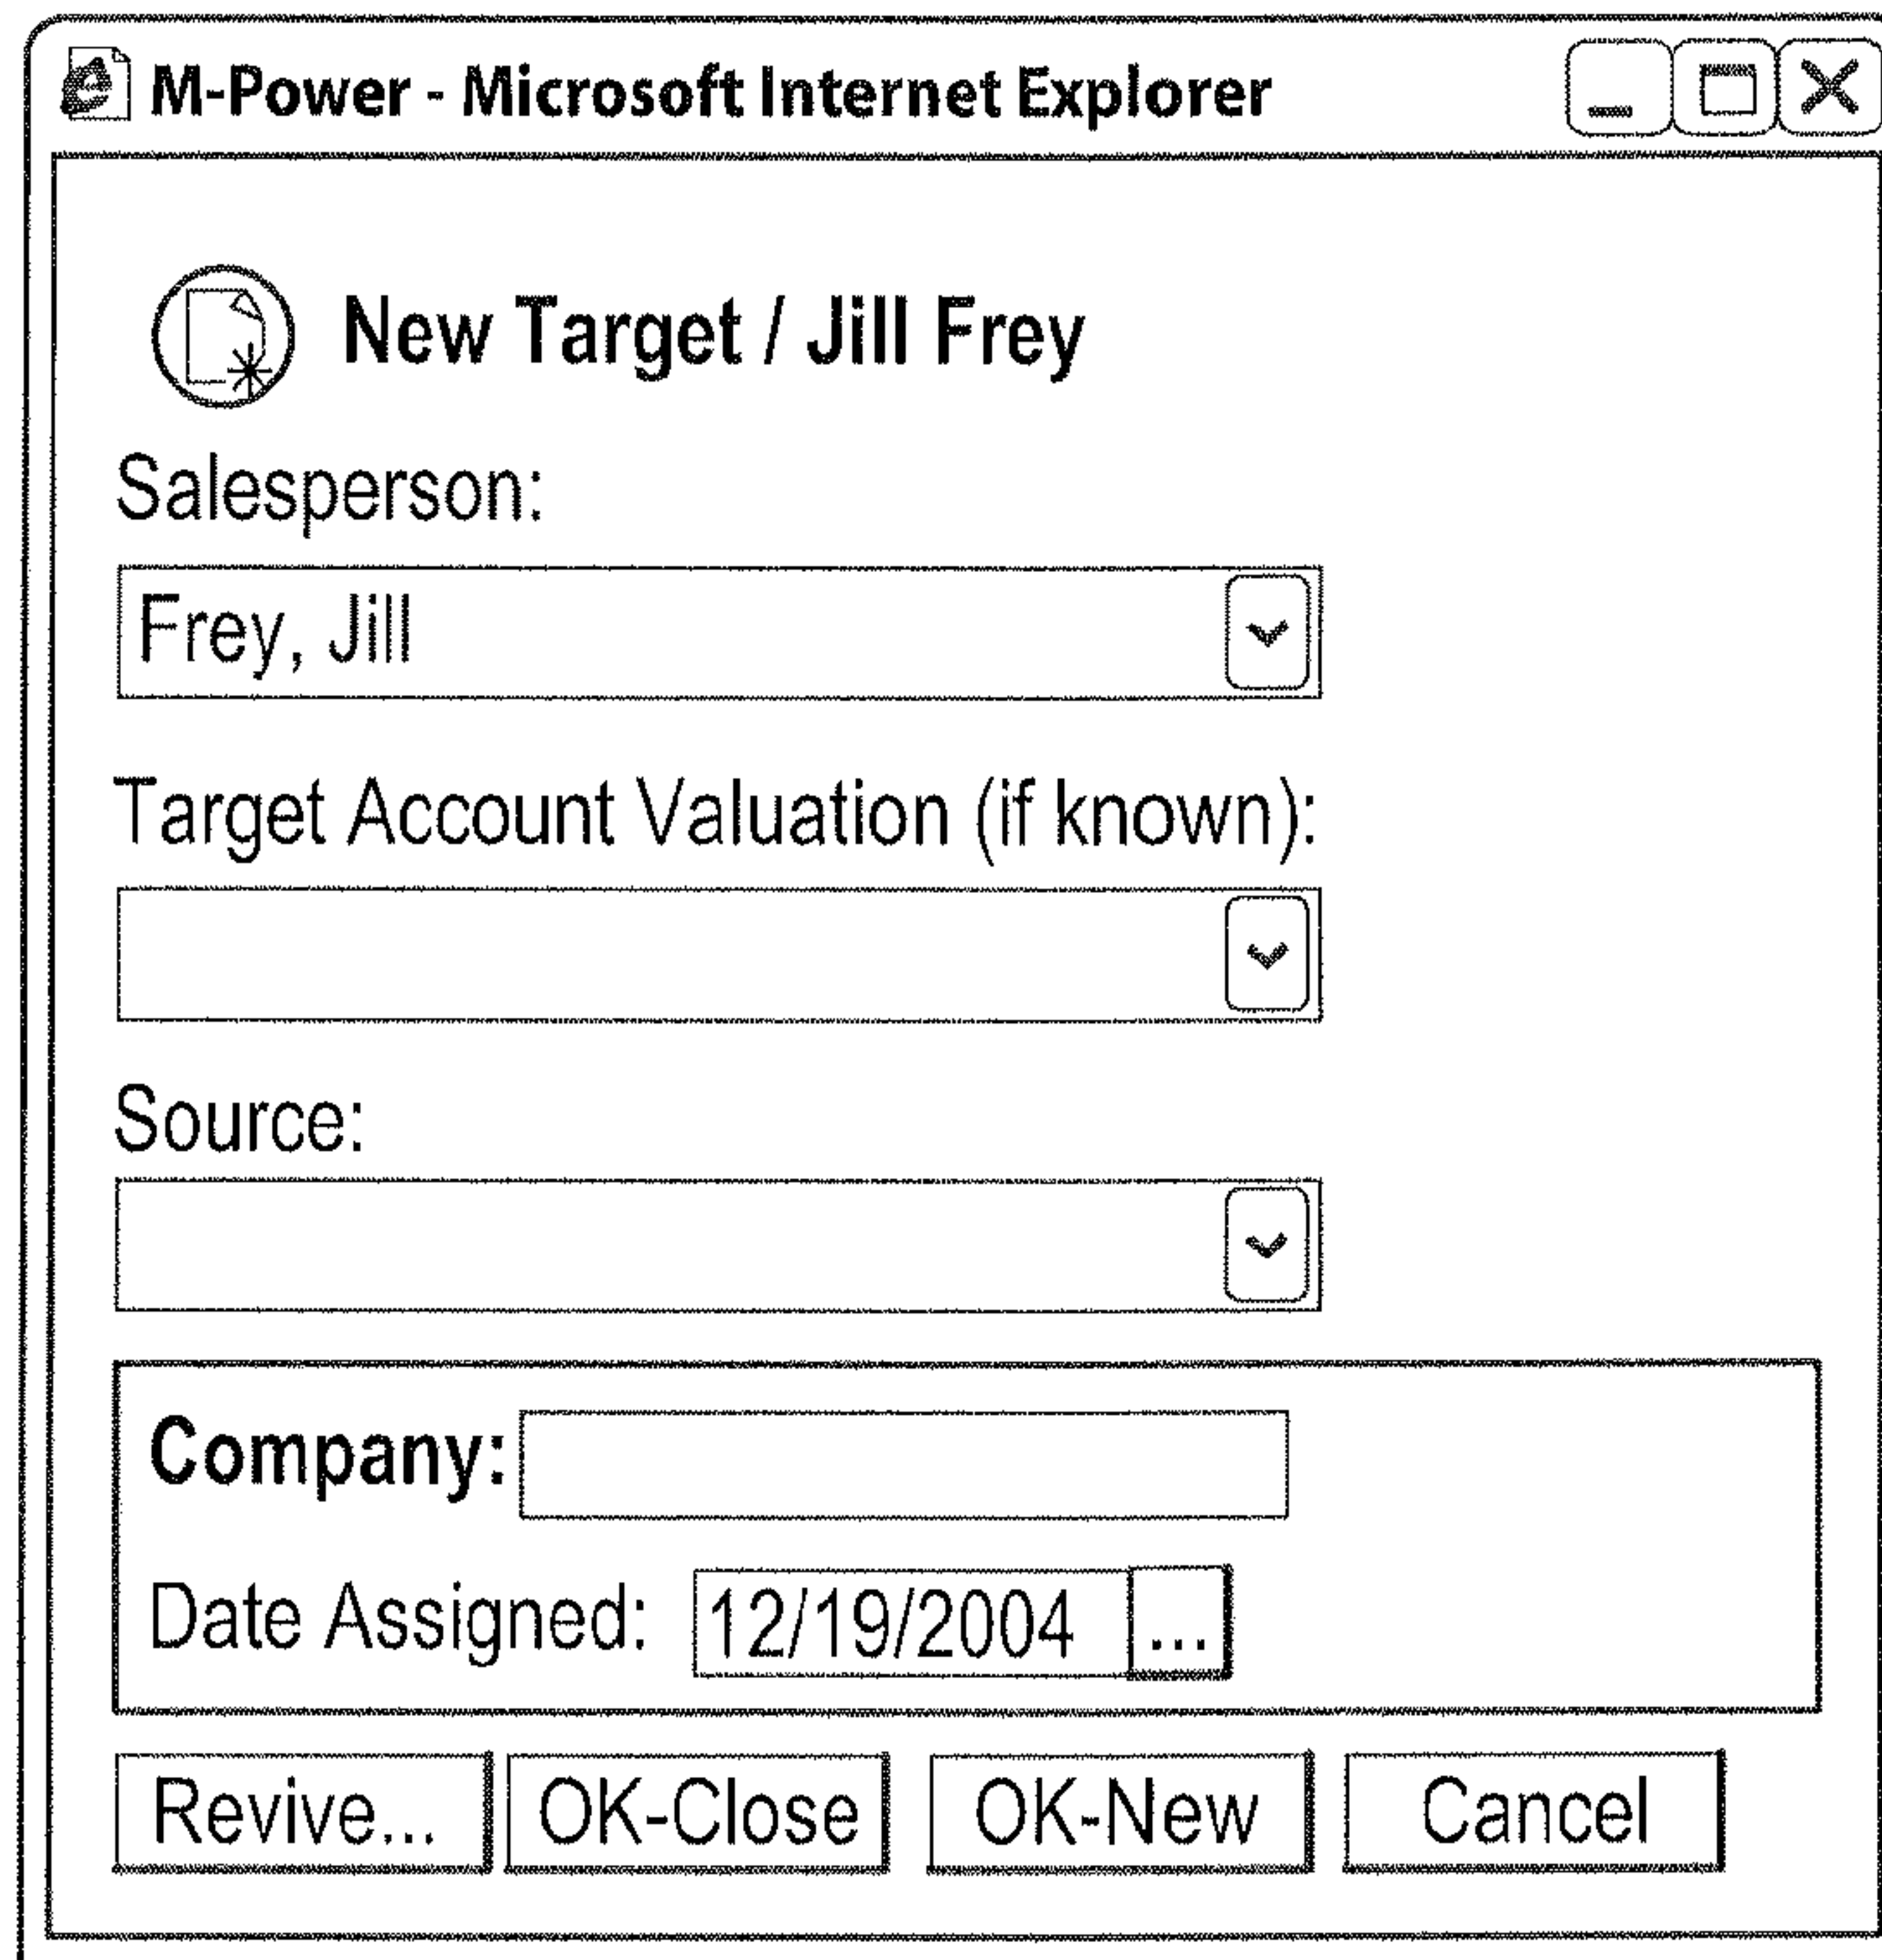 M-Power - Microsoft Internet Explorer
New Target / Jill Frey
Salesperson:
Frey, Jill
Target Account Valuation (if known):
Source:
Company:
Date Assigned: 12/19/2004 ...
Revive... OK-Close OK-New Cancel